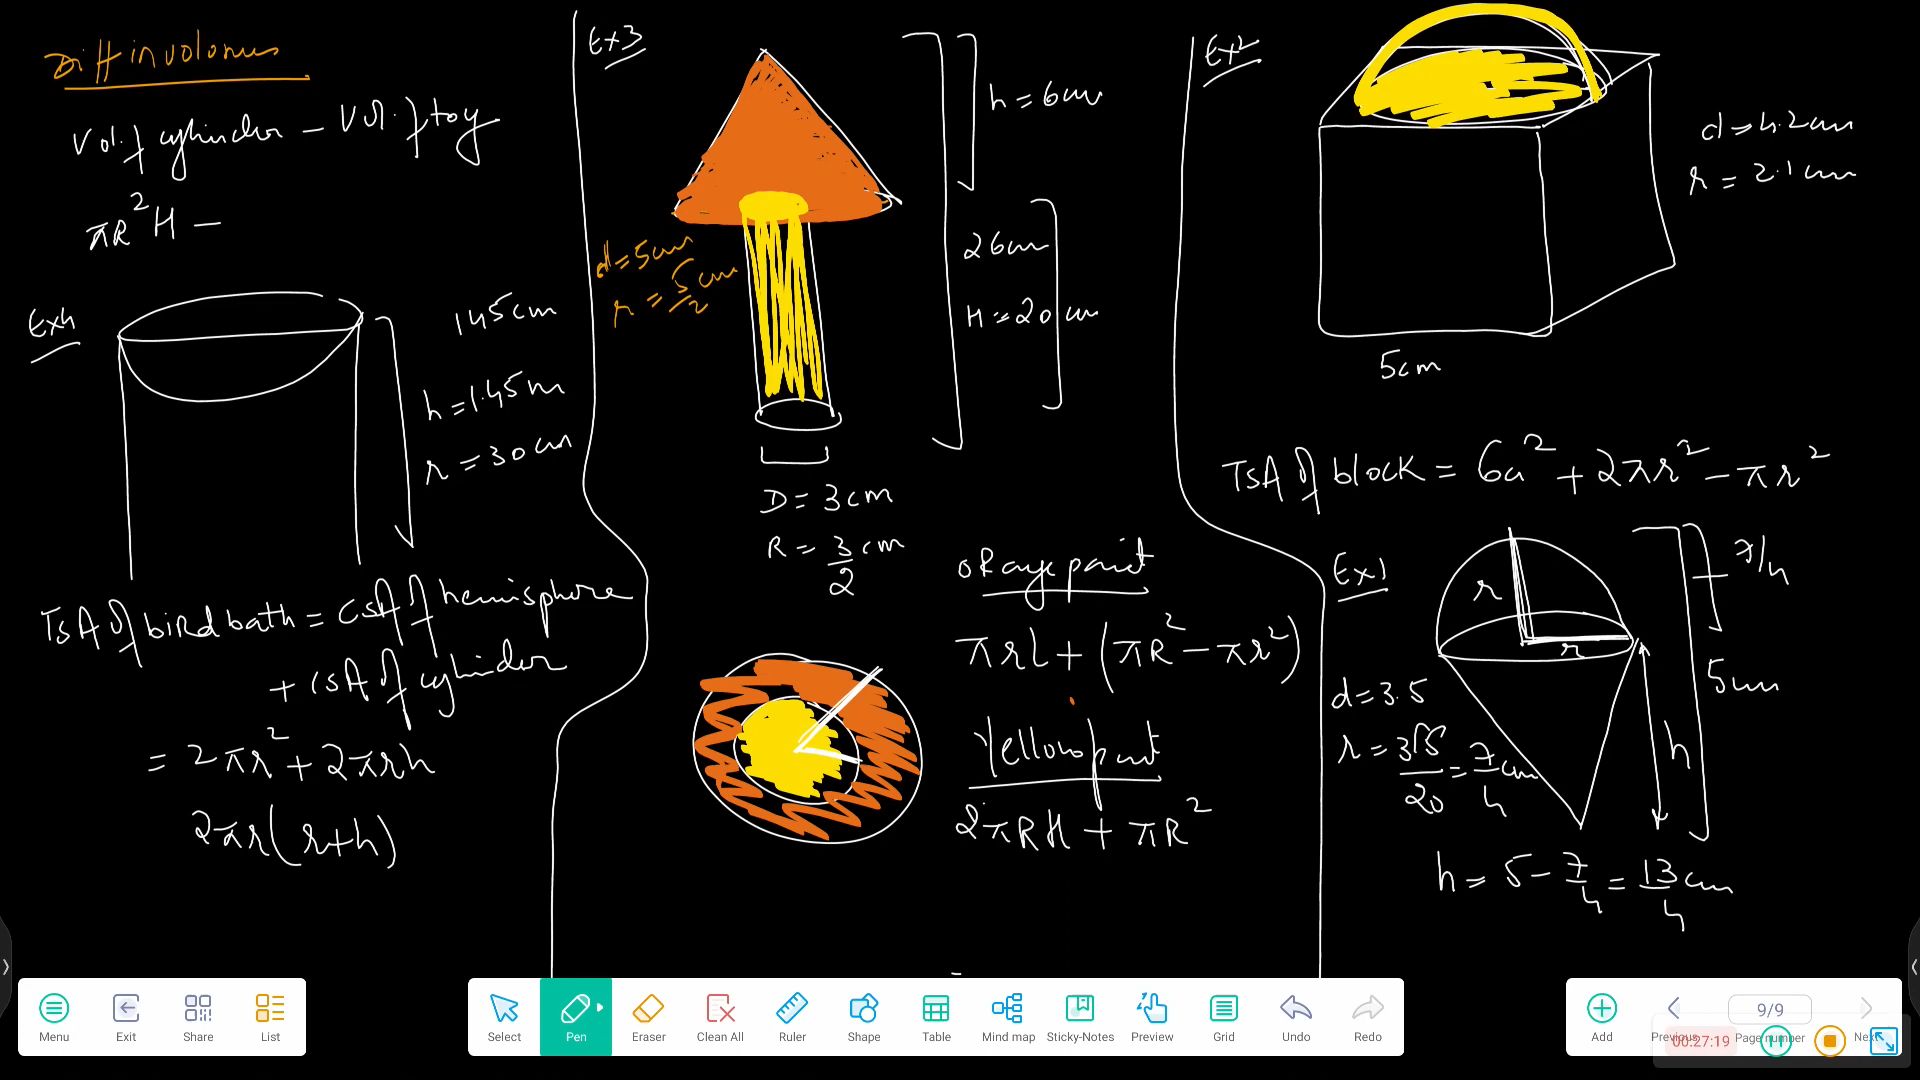 Diff in volumes
Vol. of cylinder – Vol. of toy
πR²H –
Ex4
145cm
h = 1.45m
r = 30cm
TSA of bird bath = CSA of hemisphere
+ CSA of cylinder
= 2πr² + 2πrh
2πr(r+h)
Ex3
h = 6cm
26cm
H = 20cm
d = 5cm
r = 5/2 cm
D = 3cm
R = 3/2 cm
Orange paint
πrl + (πR² – πr²)
Yellow paint
2πRH + πR²
Ex2
d = 4.2cm
r = 2.1cm
5cm
TSA of block = 6a² + 2πr² – πr²
Ex1
r
r
7/4
5cm
h
d = 3.5
r = 35/20 = 7/4 cm
h = 5 – 7/4 = 13/4 cm
Menu
Exit
Share
List
Select
Pen
Eraser
Clean All
Ruler
Shape
Table
Mind map
Sticky-Notes
Preview
Grid
Undo
Redo
Add
Previous
9/9
Page number
Next
00:27:19